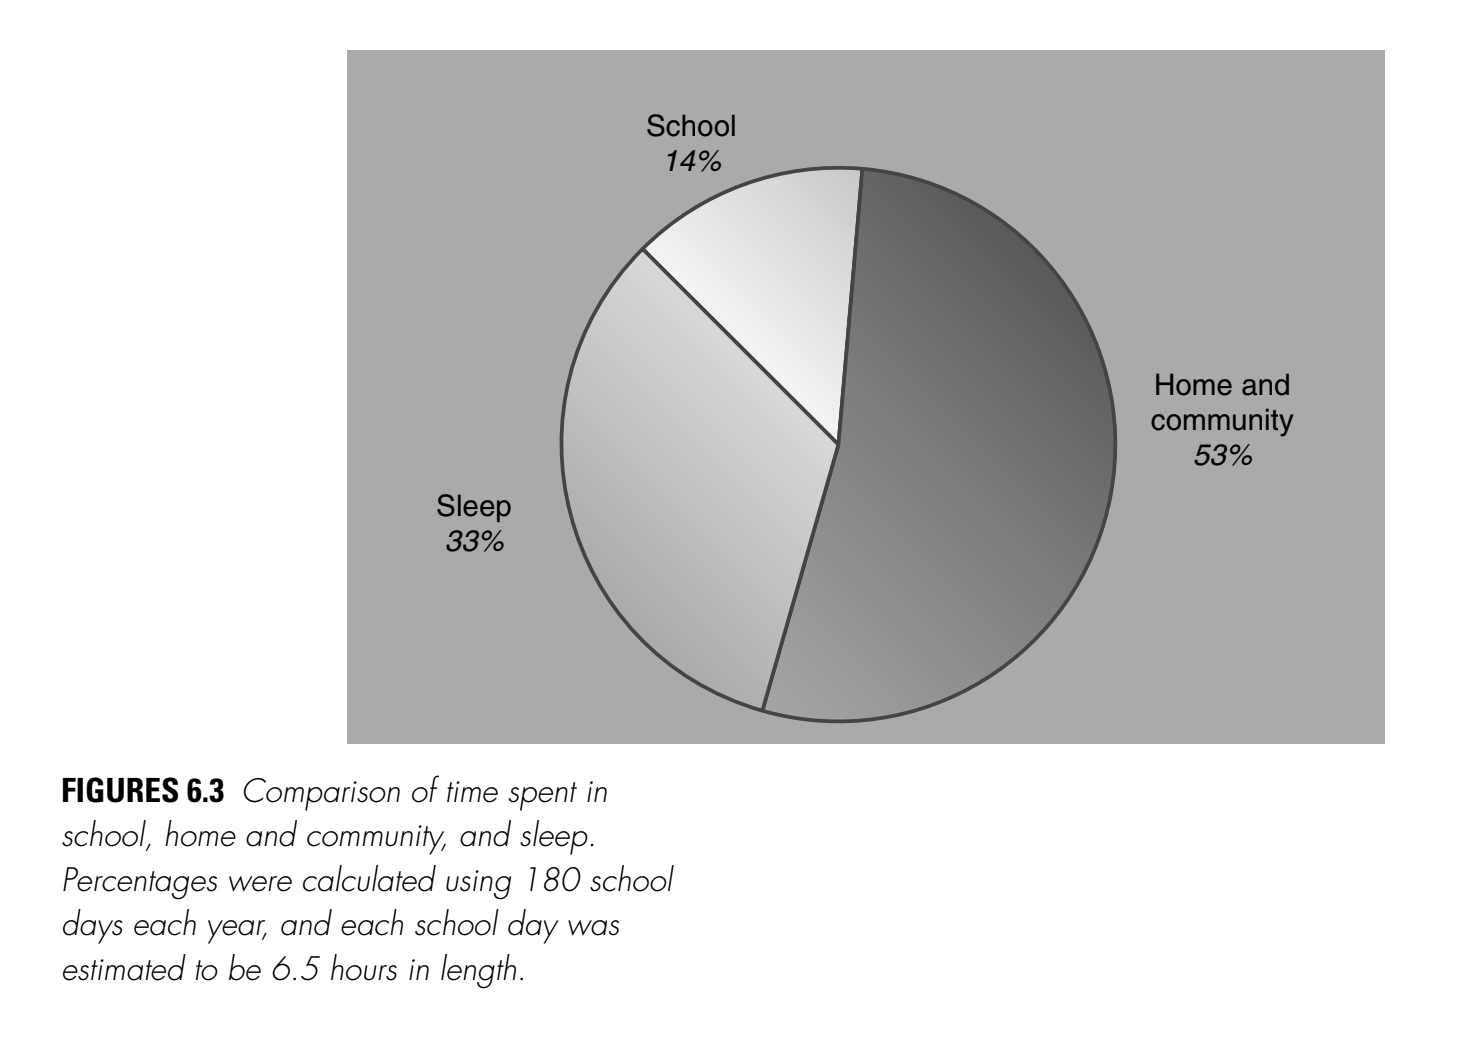 School
14%
Home and
community
53%
Sleep
33%
FIGURES 6.3 Comparison of time spent in
school, home and community, and sleep.
Percentages were calculated using 180 school
days each year, and each school day was
estimated to be 6.5 hours in length.